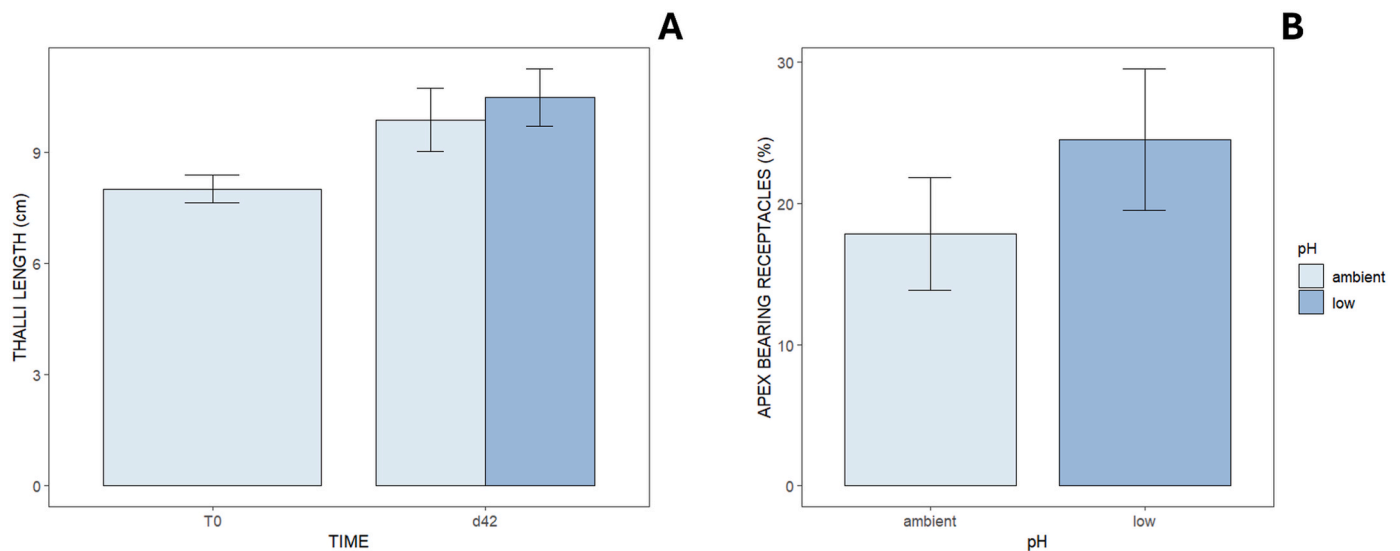 A
THALLI LENGTH (cm)
9
6
3
0
T0
d42
TIME
B
APEX BEARING RECEPTACLES (%)
30
20
10
0
ambient
low
pH
pH
ambient
low